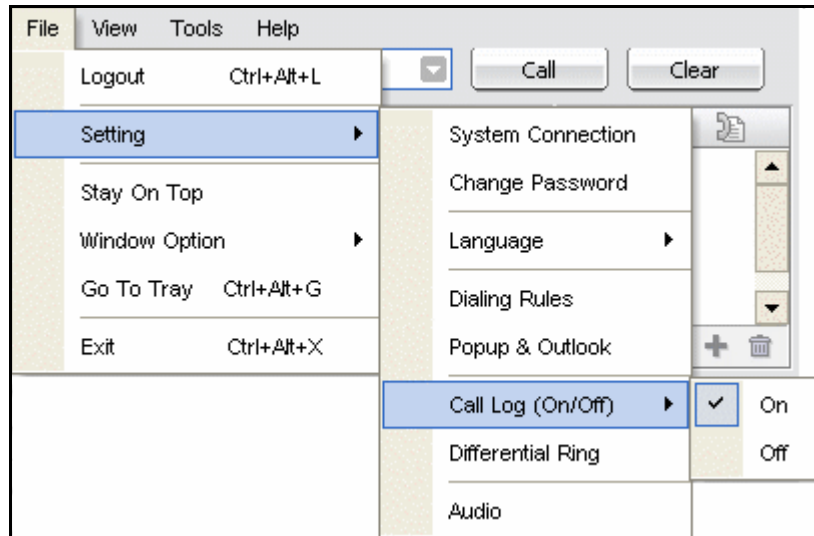 File View Tools Help
Call Clear
Logout Ctrl+Alt+L
Setting
Stay On Top
Window Option
Go To Tray Ctrl+Alt+G
Exit Ctrl+Alt+X
System Connection
Change Password
Language
Dialing Rules
Popup & Outlook
Call Log (On/Off)
Differential Ring
Audio
On
Off